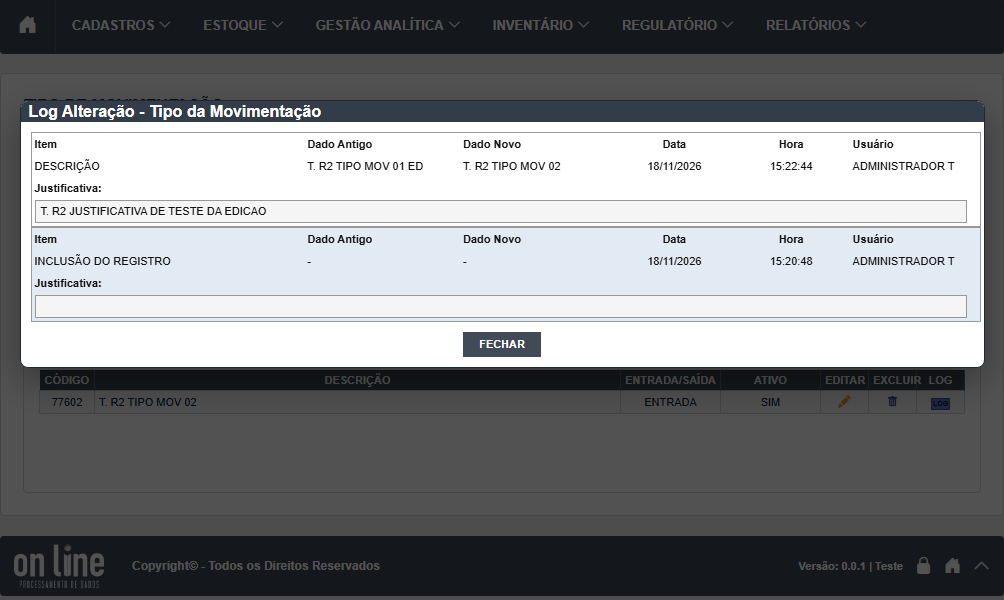 CADASTROS ESTOQUE GESTÃO ANALÍTICA INVENTÁRIO REGULATÓRIO RELATÓRIOS
Log Alteração - Tipo da Movimentação
Item Dado Antigo Dado Novo Data Hora Usuário
DESCRIÇÃO T. R2 TIPO MOV 01 ED T. R2 TIPO MOV 02 18/11/2026 15:22:44 ADMINISTRADOR T
Justificativa:
T. R2 JUSTIFICATIVA DE TESTE DA EDICAO
Item Dado Antigo Dado Novo Data Hora Usuário
INCLUSÃO DO REGISTRO - - 18/11/2026 15:20:48 ADMINISTRADOR T
Justificativa:
FECHAR
CÓDIGO DESCRIÇÃO ENTRADA/SAÍDA ATIVO EDITAR EXCLUIR LOG
77602 T. R2 TIPO MOV 02 ENTRADA SIM LOG
on line
PROCESSAMENTO DE DADOS
Copyright© - Todos os Direitos Reservados
Versão: 0.0.1 | Teste